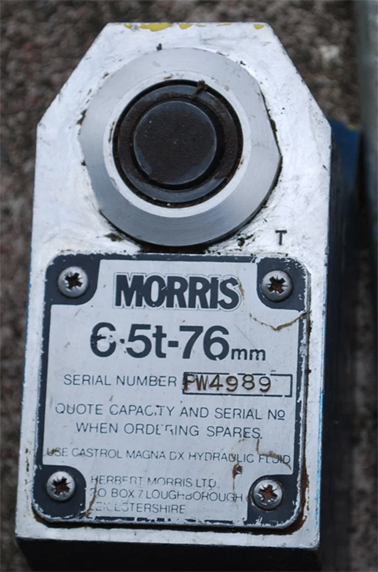 T
MORRIS
6·5t-76mm
SERIAL NUMBER PW4989
QUOTE CAPACITY AND SERIAL Nº
WHEN ORDERING SPARES.
USE CASTROL MAGNA DX HYDRAULIC FLUID
HERBERT MORRIS LTD.
PO BOX 7 LOUGHBOROUGH
LEICESTERSHIRE